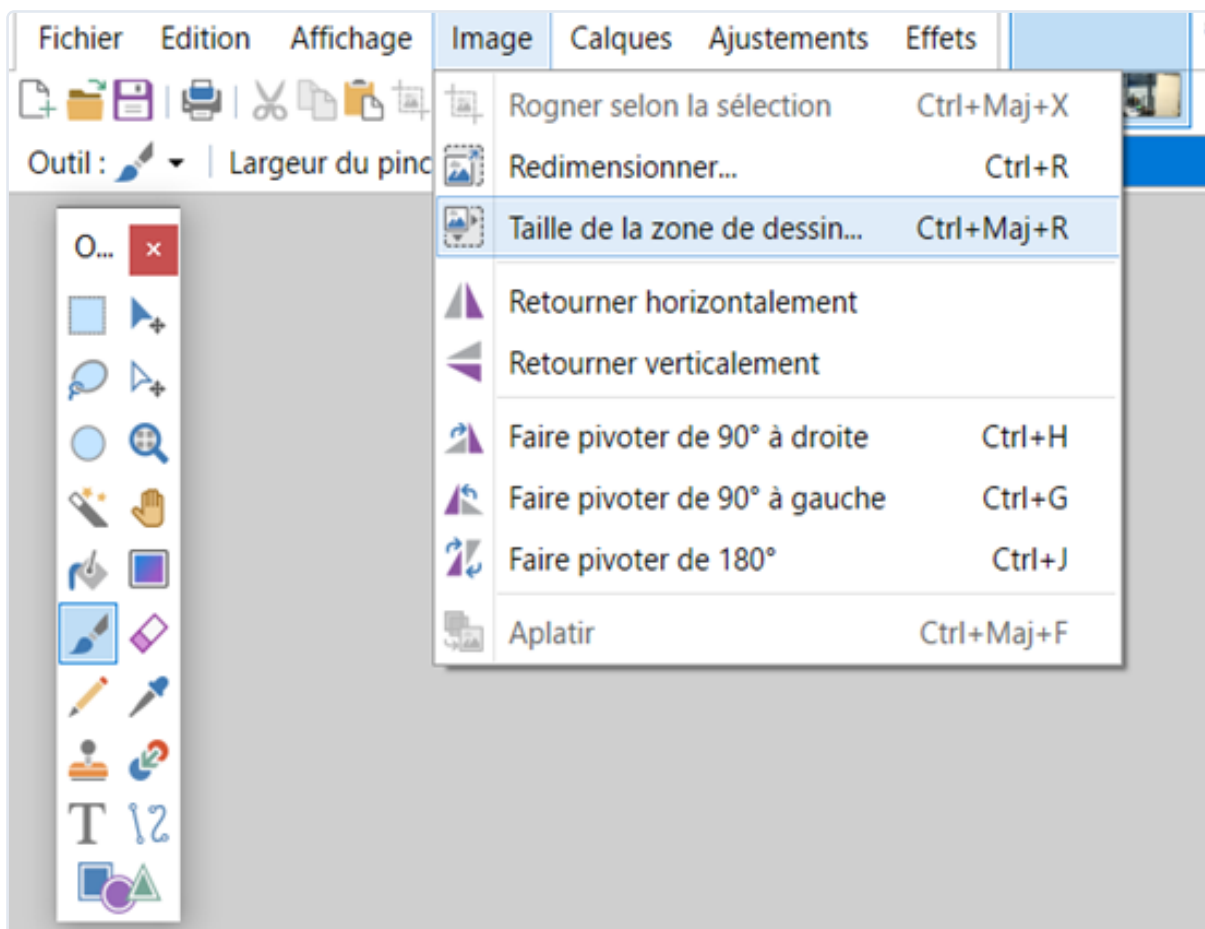 Fichier Edition Affichage Image Calques Ajustements Effets
Rogner selon la sélection Ctrl+Maj+X
Outil : Largeur du pinc
Redimensionner... Ctrl+R
Taille de la zone de dessin... Ctrl+Maj+R
O...
Retourner horizontalement
Retourner verticalement
Faire pivoter de 90° à droite Ctrl+H
Faire pivoter de 90° à gauche Ctrl+G
Faire pivoter de 180° Ctrl+J
Aplatir Ctrl+Maj+F